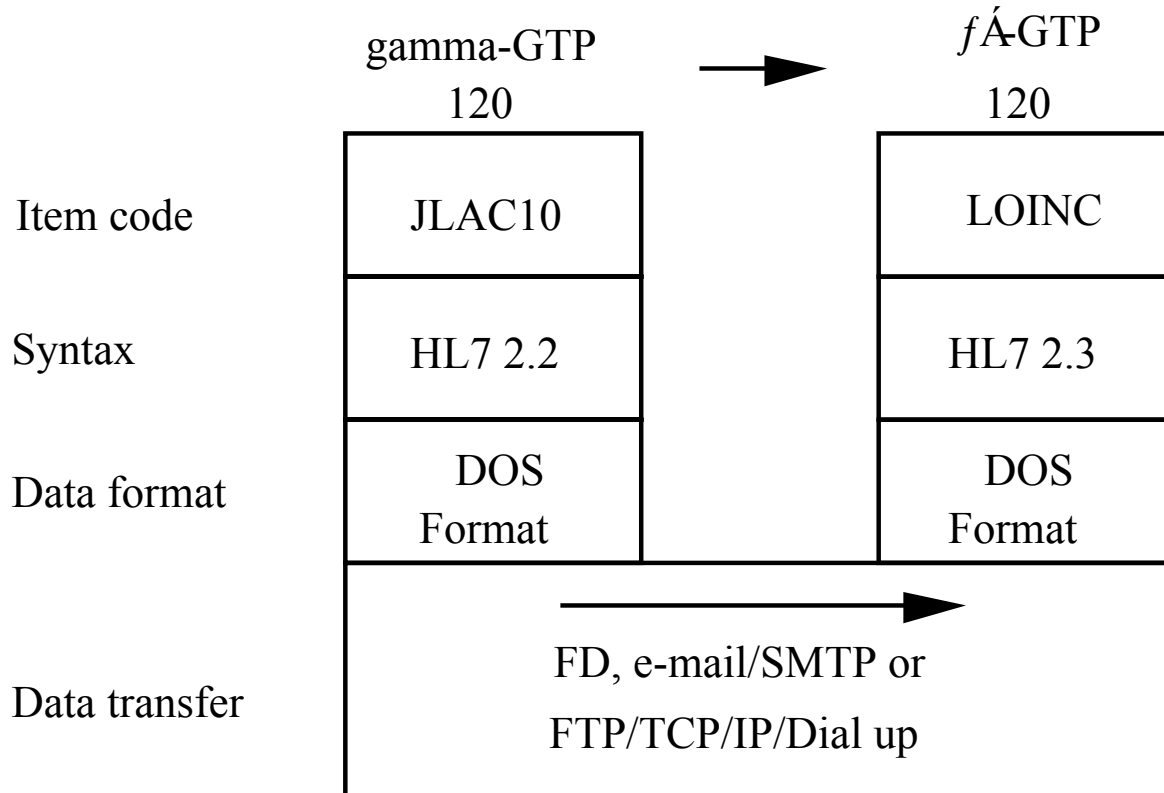 gamma-GTP
120
ƒÁ-GTP
120
Item code
JLAC10
LOINC
Syntax
HL7 2.2
HL7 2.3
Data format
DOS
Format
DOS
Format
Data transfer
FD, e-mail/SMTP or
FTP/TCP/IP/Dial up